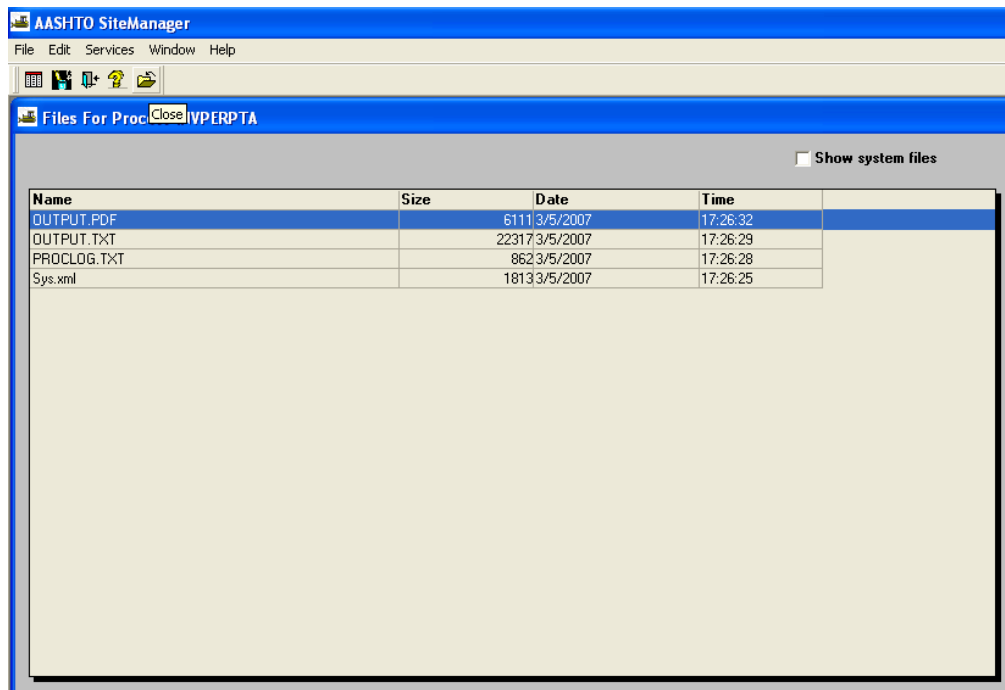 AASHTO SiteManager
File Edit Services Window Help
Close
Files For Proc VPERPTA
Show system files
Name Size Date Time
OUTPUT.PDF 6111 3/5/2007 17:26:32
OUTPUT.TXT 22317 3/5/2007 17:26:29
PROCLOG.TXT 862 3/5/2007 17:26:28
Sys.xml 1813 3/5/2007 17:26:25